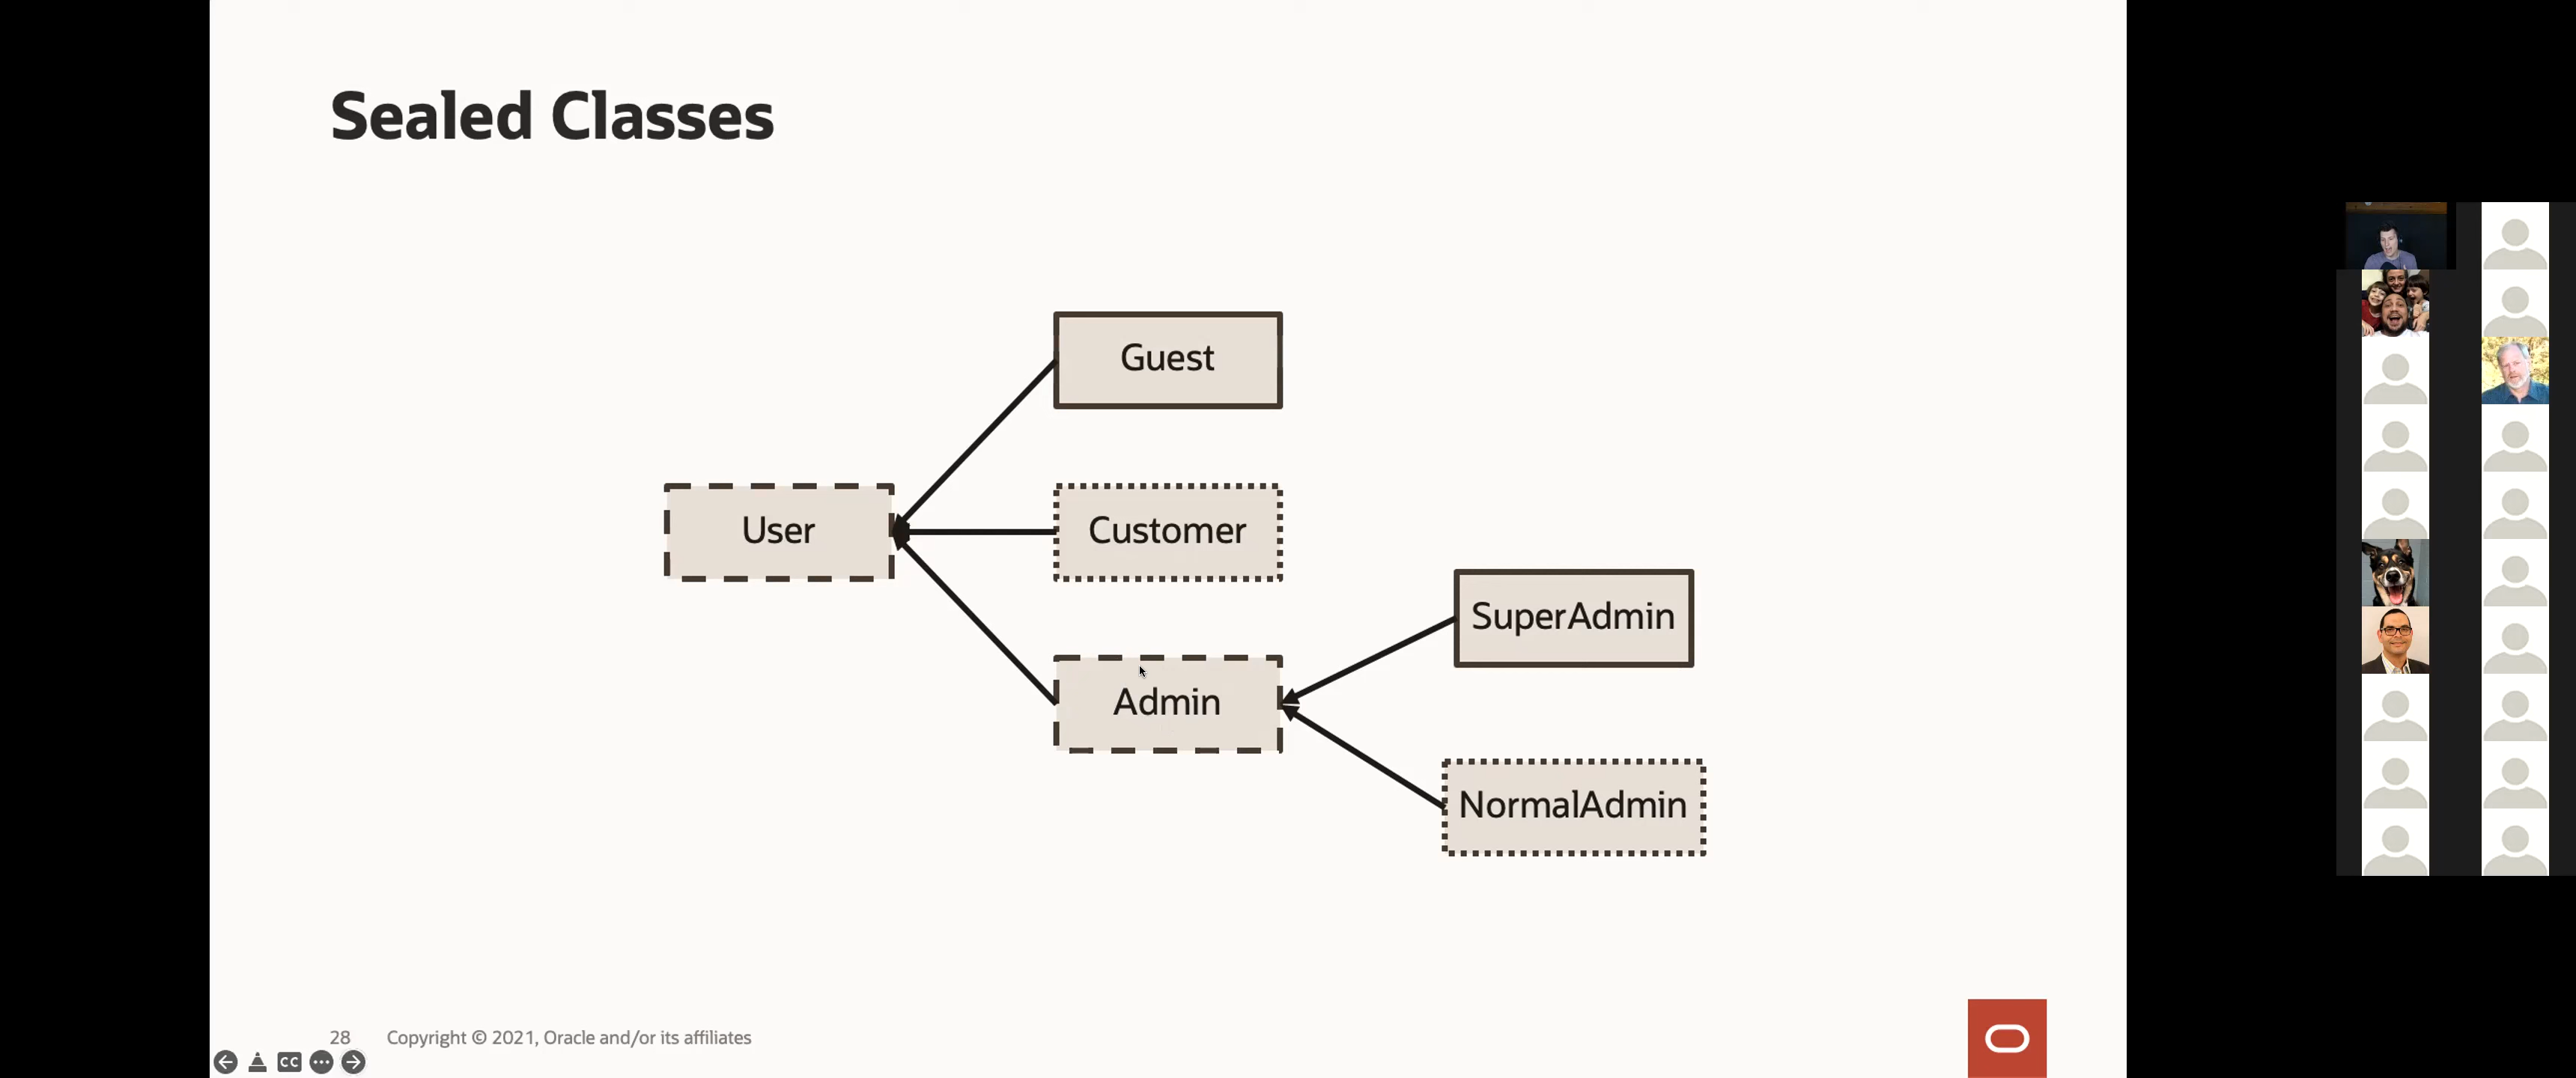 Sealed Classes
Guest
User
Customer
SuperAdmin
Admin
NormalAdmin
28 Copyright © 2021, Oracle and/or its affiliates
CC